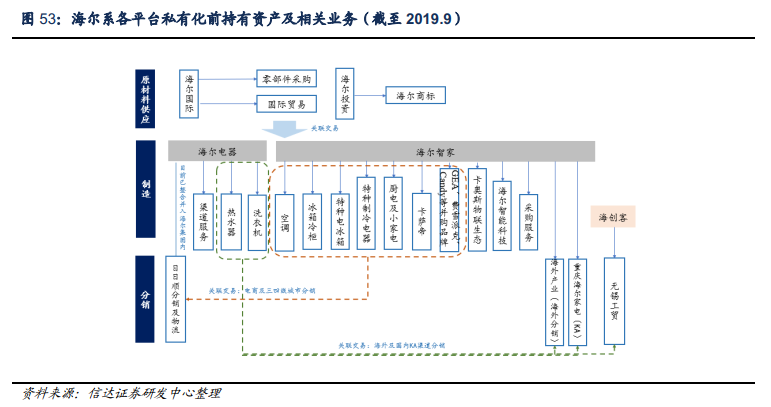 图 53：海尔系各平台私有化前持有资产及相关业务（截至 2019.9）
原材料供应
海尔国际
零部件采购
国际贸易
海尔投资
海尔商标
关联交易
制造
海尔电器
海尔智家
目前已整合并入海尔集团内
渠道服务
热水器
洗衣机
空调
冰箱冷柜
特种电冰箱
特种制冷电器
厨电及小家电
卡萨帝
GEA、费雪派克、
Candy等并购品牌
卡奥斯物联生态
海尔智能科技
采购服务
海创客
分销
日日顺分销及物流
关联交易：电商及三四级城市分销
海外产业（海外分销）
重庆海尔家电（KA）
无锡工贸
关联交易：海外及国内KA渠道分销
资料来源：信达证券研发中心整理